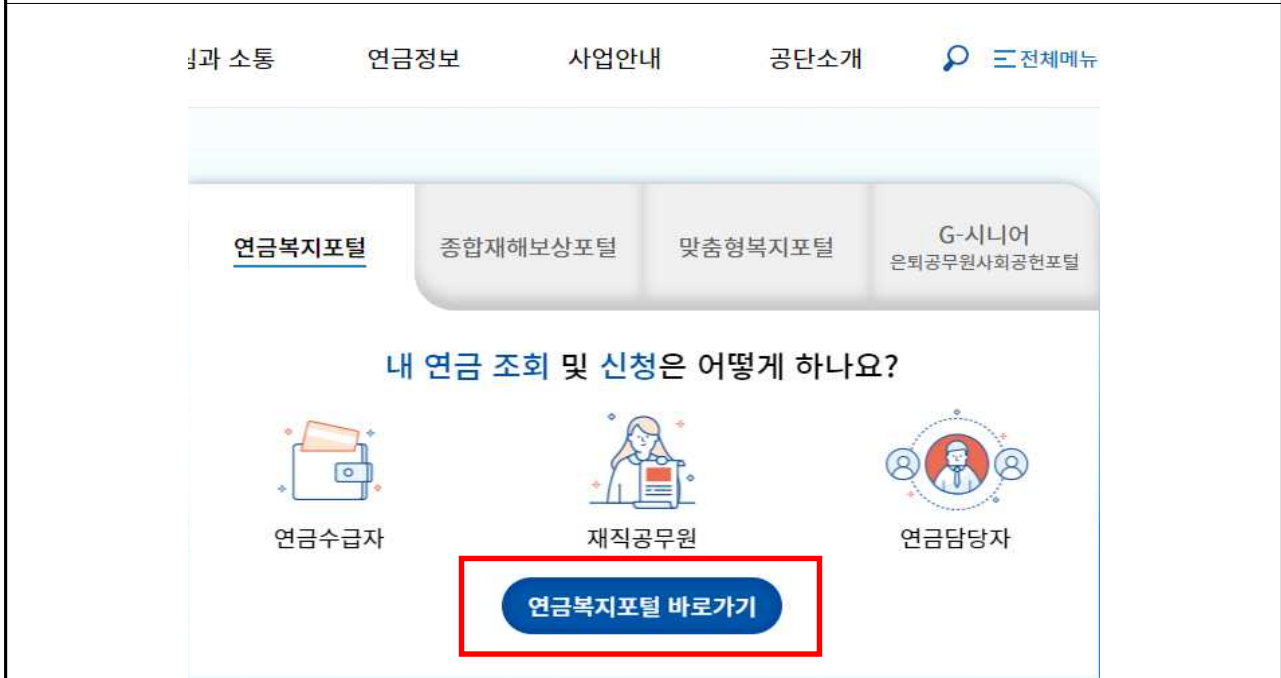 과 소통 연금정보 사업안내 공단소개 전체메뉴
연금복지포털 종합재해보상포털 맞춤형복지포털 G-시니어
은퇴공무원사회공헌포털
내 연금 조회 및 신청은 어떻게 하나요?
연금수급자 재직공무원 연금담당자
연금복지포털 바로가기